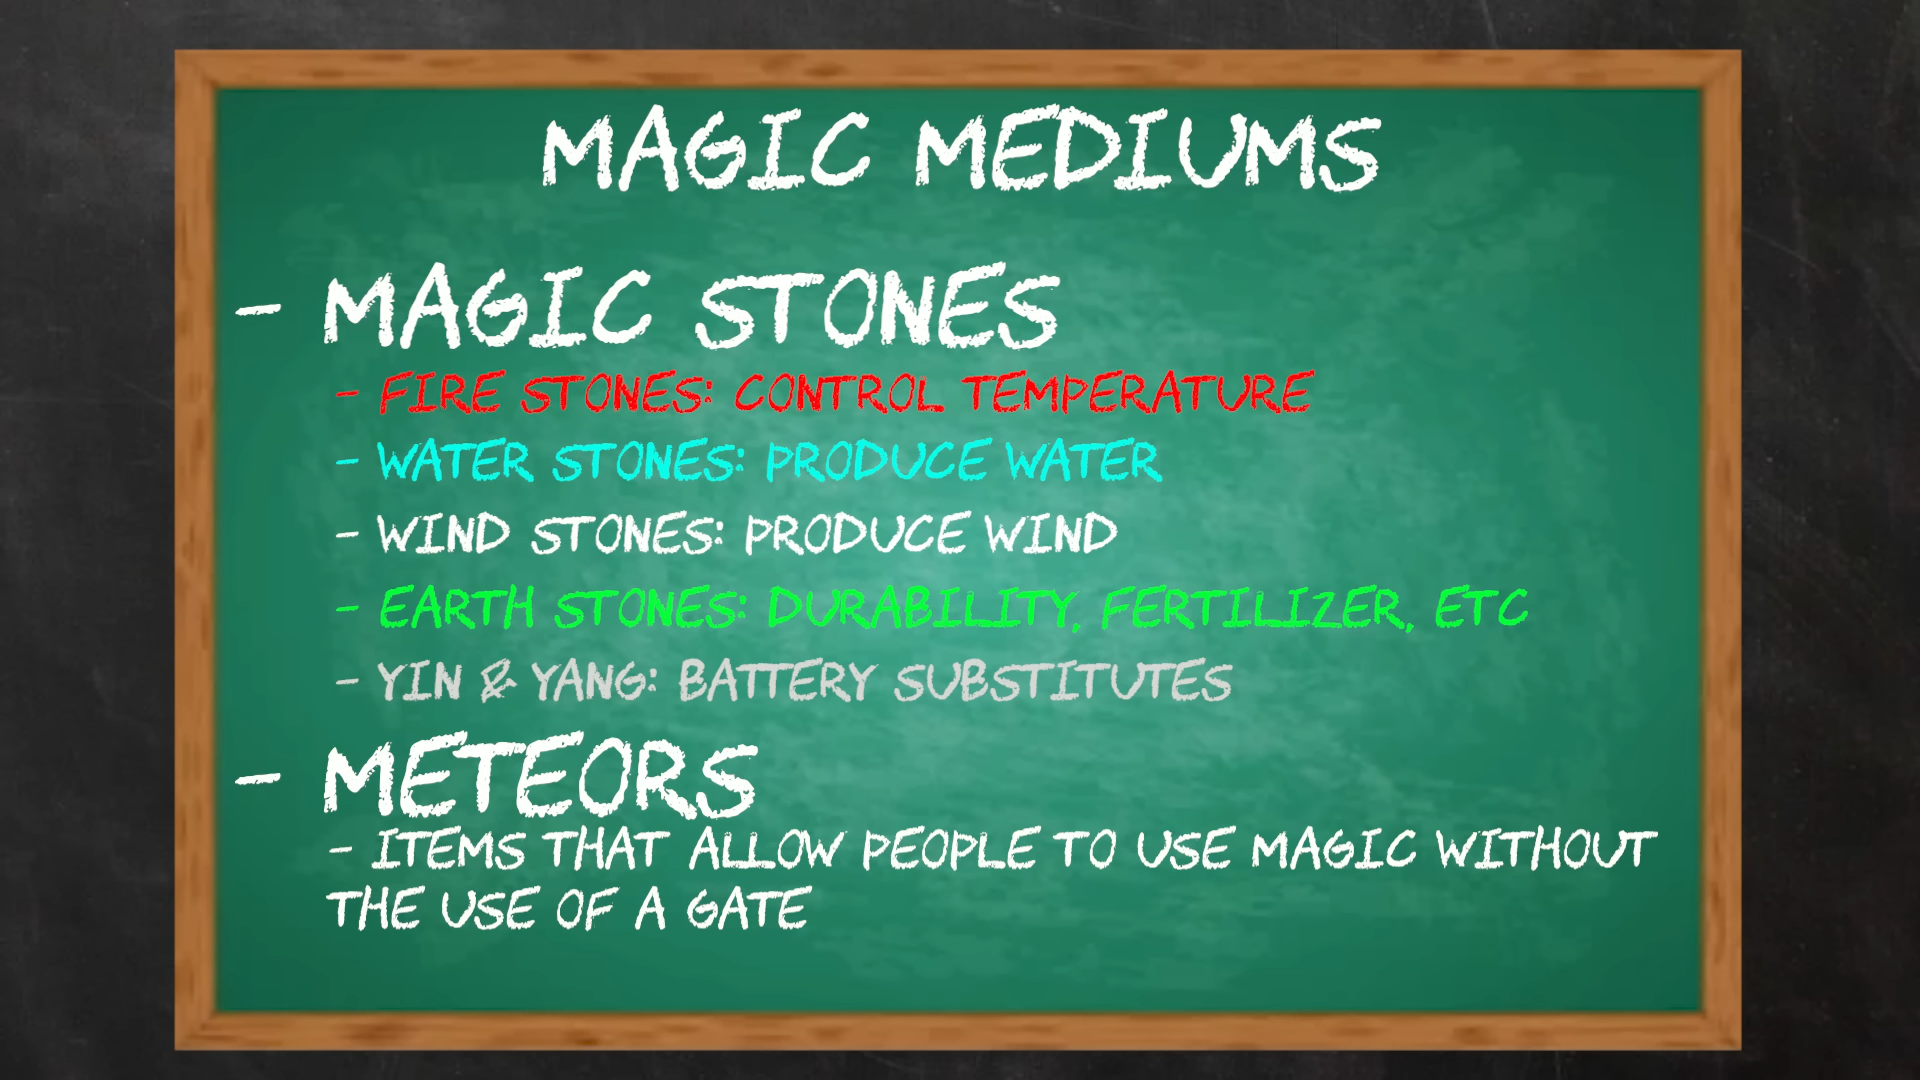 MAGIC MEDIUMS
- MAGIC STONES
- FIRE STONES: CONTROL TEMPERATURE
- WATER STONES: PRODUCE WATER
- WIND STONES: PRODUCE WIND
- EARTH STONES: DURABILITY, FERTILIZER, ETC
- YIN & YANG: BATTERY SUBSTITUTES
- METEORS
- ITEMS THAT ALLOW PEOPLE TO USE MAGIC WITHOUT
THE USE OF A GATE